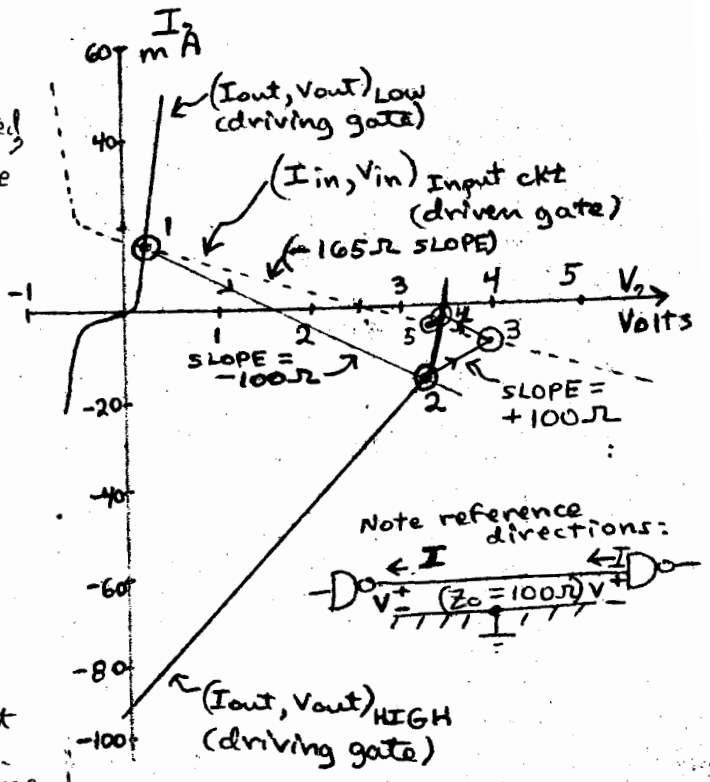 I,
mA
60
(Iout, Vout) LOW
(driving gate)
40
(Iin, Vin) Input ckt
(driven gate)
(-165Ω SLOPE)
1
-1
1
2
3
4
5
V,
Volts
4
5
3
2
SLOPE =
-100Ω
SLOPE =
+100Ω
-20
-40
-60
-80
-100
Note reference
directions:
I
I
V + -
(Zo = 100Ω)
V + -
(Iout, Vout) HIGH
(driving gate)